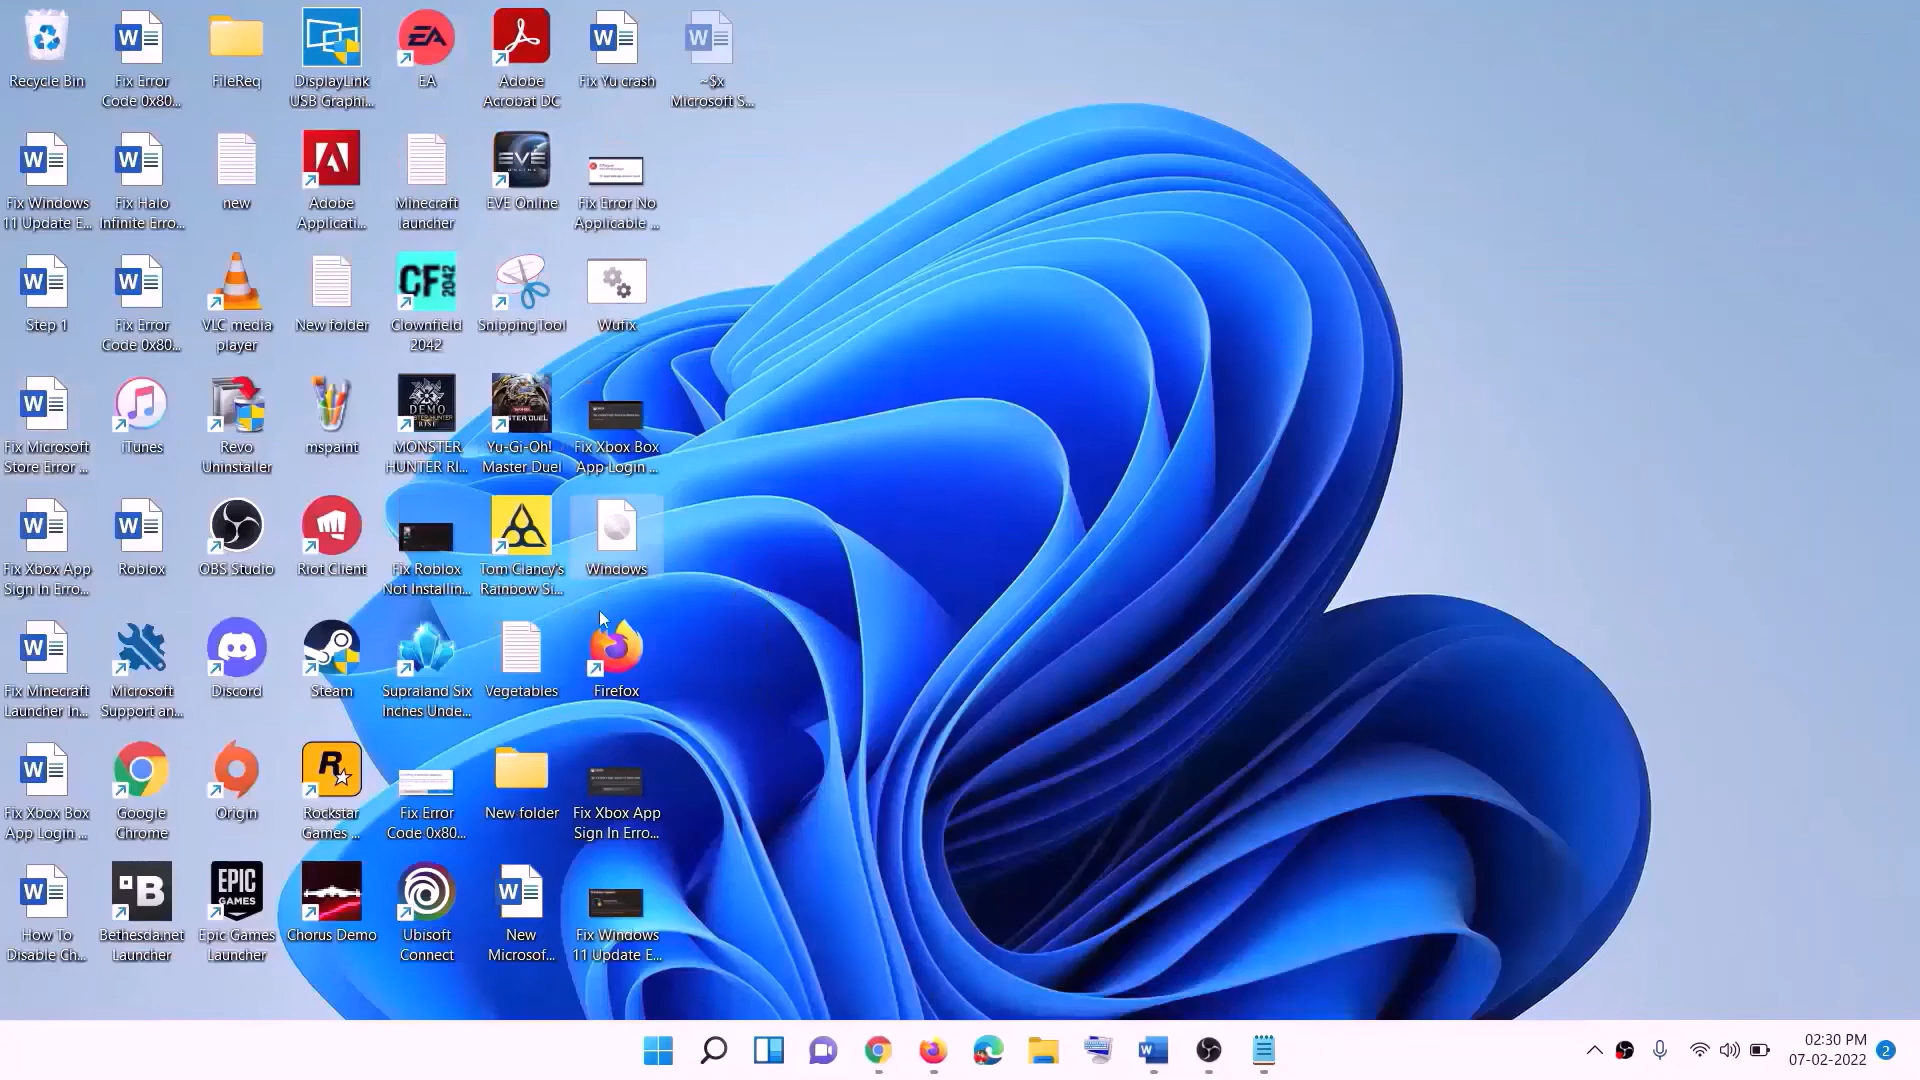 Recycle Bin
Fix Error
Code 0x80...
FileReq
DisplayLink
USB Graphi...
EA
Adobe
Acrobat DC
Fix Yu crash
~$x
Microsoft S...
Fix Windows
11 Update E...
Fix Halo
Infinite Erro...
new
Adobe
Applicati...
Minecraft
launcher
EVE Online
Fix Error No
Applicable ...
Step 1
Fix Error
Code 0x80...
VLC media
player
New folder
CF
2042
Clownfield
2042
SnippingTool
Wufix
Fix Microsoft
Store Error ...
iTunes
Revo
Uninstaller
mspaint
DEMO
MONSTER
HUNTER RI...
Yu-Gi-Oh!
Master Duel
Fix Xbox Box
App Login ...
Fix Xbox App
Sign In Erro...
Roblox
OBS Studio
Riot Client
Fix Roblox
Not Installin...
Tom Clancy's
Rainbow Si...
Windows
Fix Minecraft
Launcher In...
Microsoft
Support an...
Discord
Steam
Supraland Six
Inches Unde...
Vegetables
Firefox
Fix Xbox Box
App Login ...
Google
Chrome
Origin
Rockstar
Games ...
Fix Error
Code 0x80...
New folder
Fix Xbox App
Sign In Erro...
How To
Disable Ch...
Bethesda.net
Launcher
EPIC
GAMES
Epic Games
Launcher
Chorus Demo
Ubisoft
Connect
New
Microsof...
Fix Windows
11 Update E...
02:30 PM
07-02-2022
2